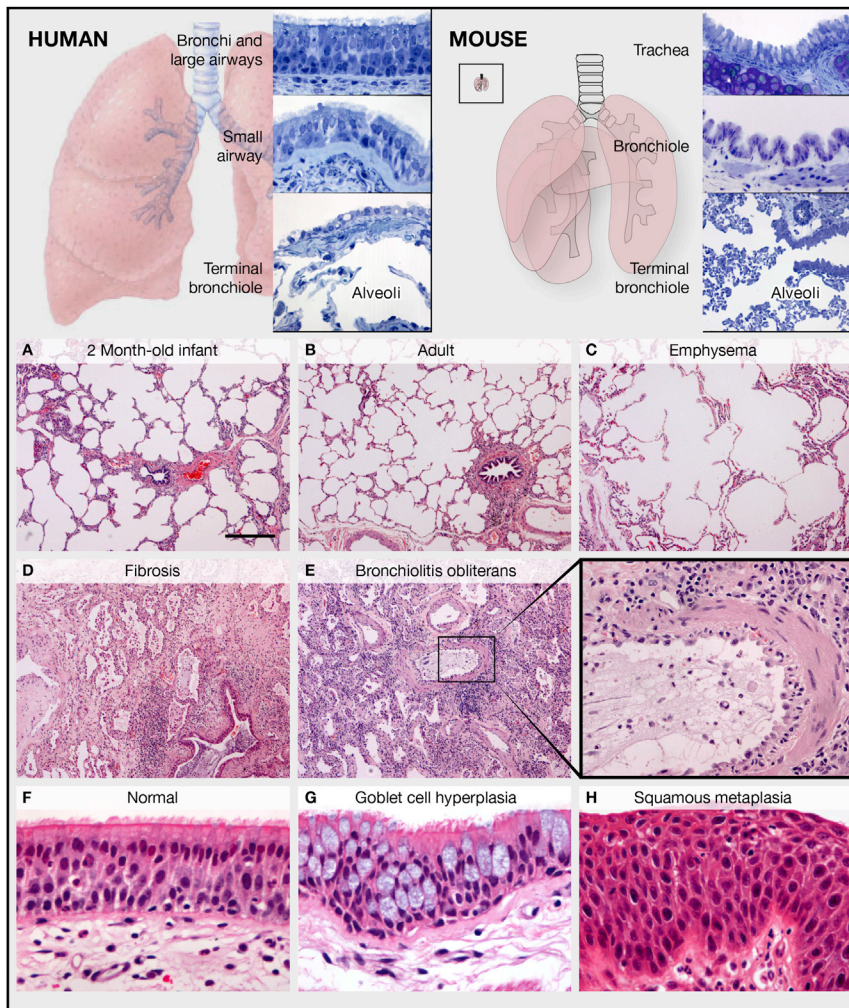 HUMAN
Bronchi and
large airways
Small
airway
Terminal
bronchiole
Alveoli
MOUSE
Trachea
Bronchiole
Terminal
bronchiole
Alveoli
A 2 Month-old infant
B Adult
C Emphysema
D Fibrosis
E Bronchiolitis obliterans
F Normal
G Goblet cell hyperplasia
H Squamous metaplasia